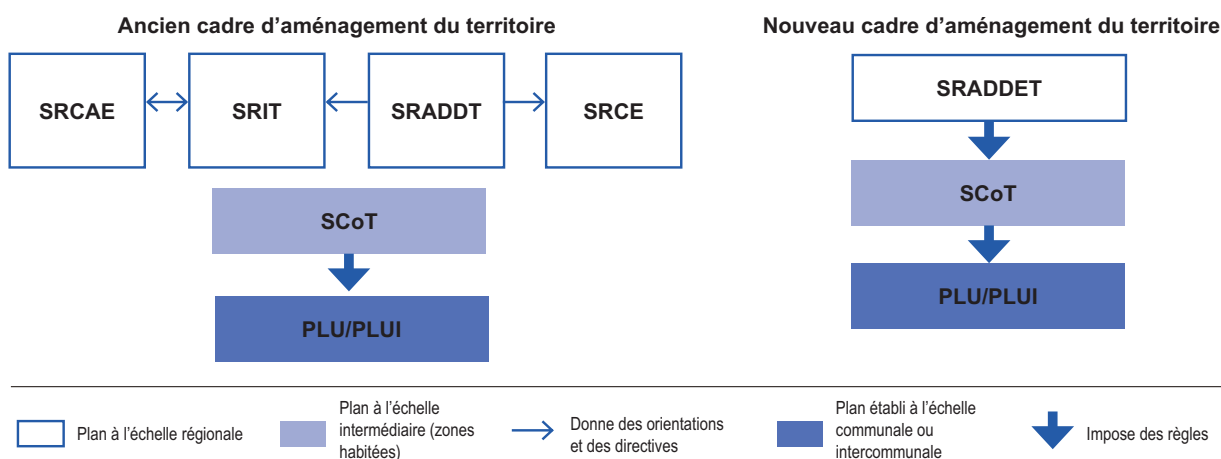 Ancien cadre d’aménagement du territoire
Nouveau cadre d’aménagement du territoire
SRCAE
SRIT
SRADDT
SRCE
SCoT
PLU/PLUI
SRADDET
SCoT
PLU/PLUI
Plan à l’échelle régionale
Plan à l’échelle
intermédiaire (zones
habitées)
Donne des orientations
et des directives
Plan établi à l’échelle
communale ou
intercommunale
Impose des règles